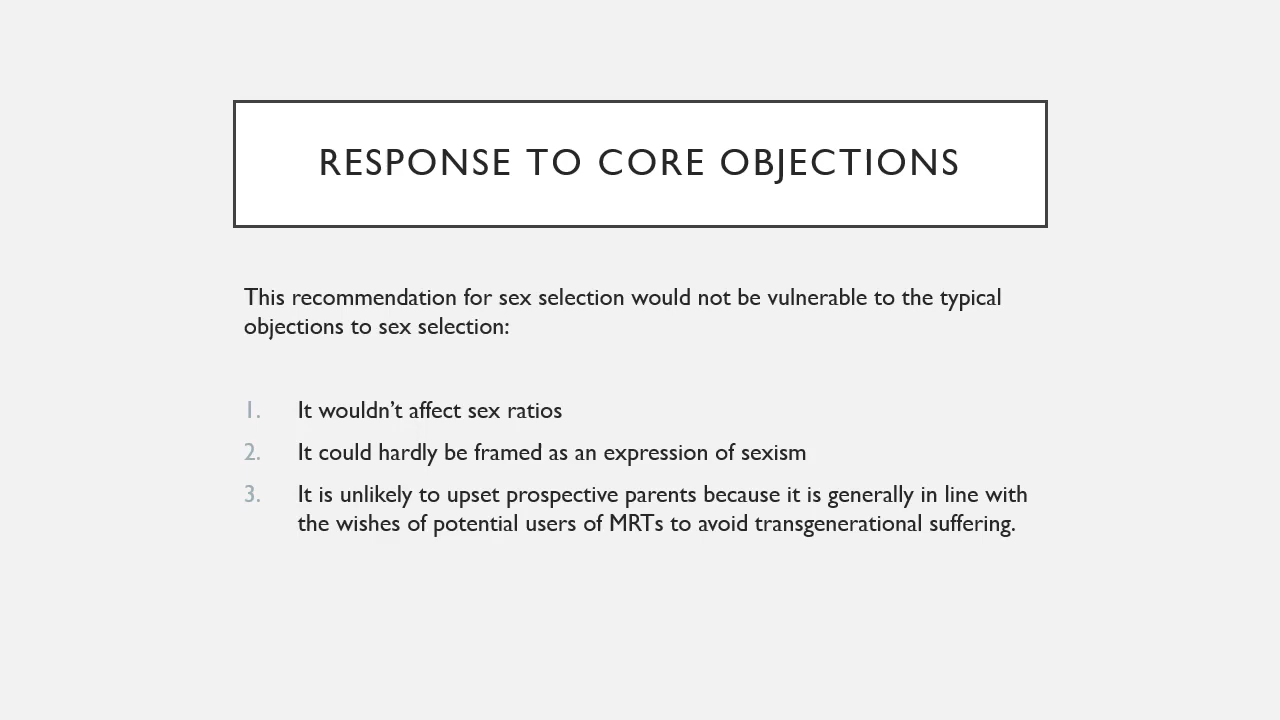 RESPONSE TO CORE OBJECTIONS
This recommendation for sex selection would not be vulnerable to the typical
objections to sex selection:
1. It wouldn’t affect sex ratios
2. It could hardly be framed as an expression of sexism
3. It is unlikely to upset prospective parents because it is generally in line with
the wishes of potential users of MRTs to avoid transgenerational suffering.